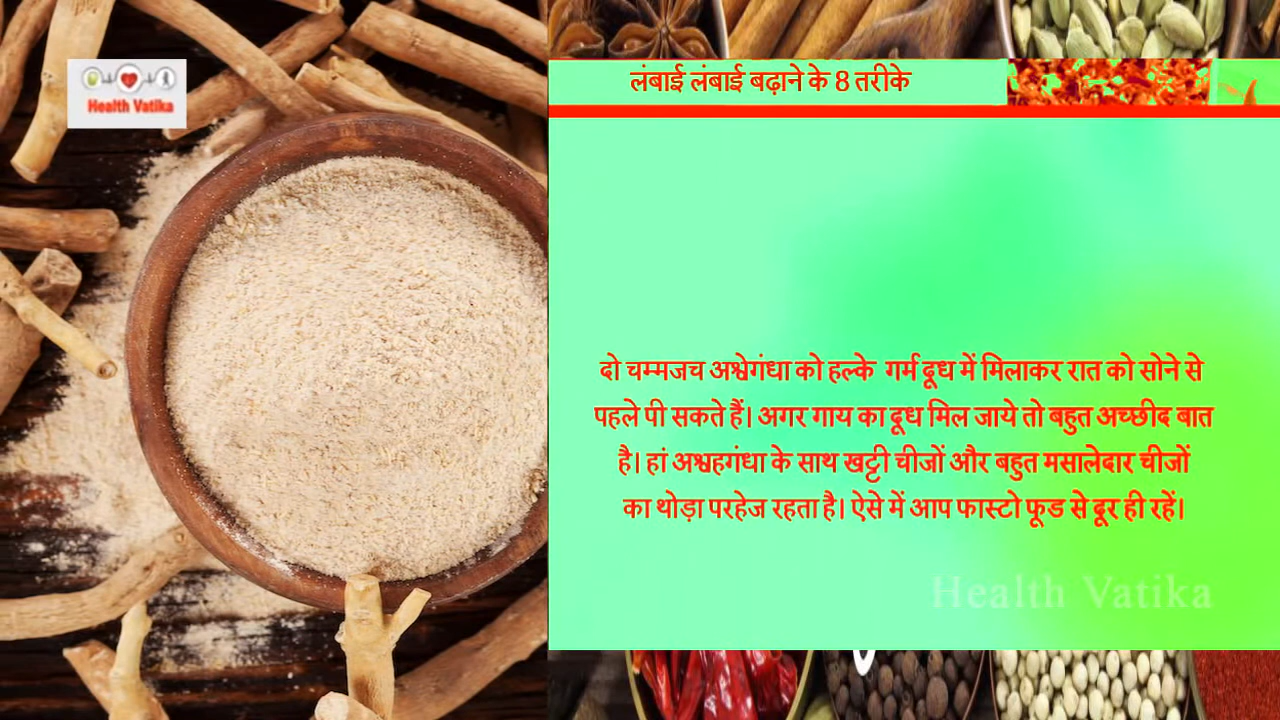 Health Vatika
लंबाई लंबाई बढ़ाने के 8 तरीके
दो चम्मजच अश्वेगंधा को हल्के गर्म दूध में मिलाकर रात को सोने से
पहले पी सकते हैं। अगर गाय का दूध मिल जाये तो बहुत अच्छीद बात
है। हां अश्वहगंधा के साथ खट्टी चीजों और बहुत मसालेदार चीजों
का थोड़ा परहेज रहता है। ऐसे में आप फास्टो फूड से दूर ही रहें।
Health Vatika